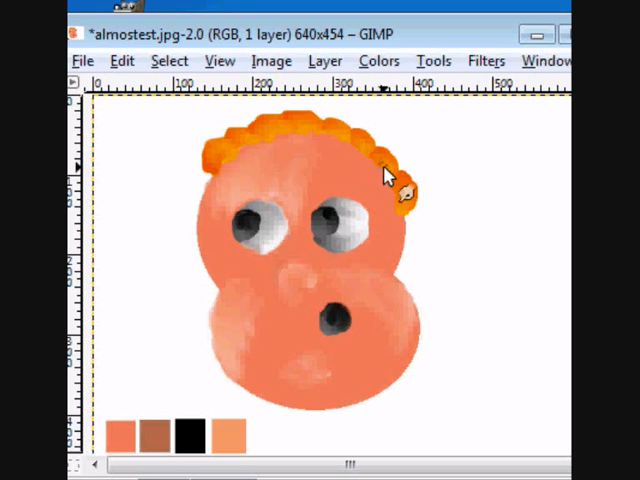 *almostest.jpg-2.0 (RGB, 1 layer) 640x454 – GIMP
File Edit Select View Image Layer Colors Tools Filters Window
0 100 200 300 400 500